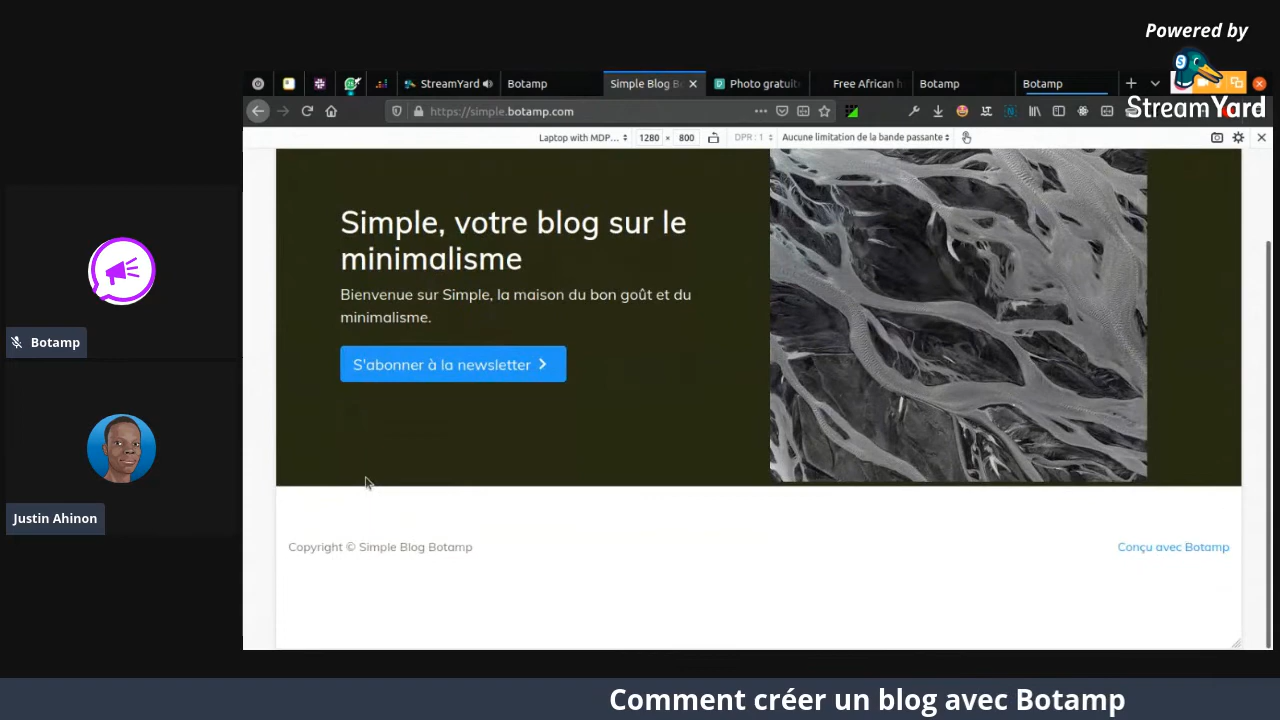 Powered by
StreamYard
StreamYard
Botamp
Simple Blog B
Photo gratuit
Free African h
Botamp
Botamp
https://simple.botamp.com
Laptop with MDP...
1280 × 800
DPR : 1
Aucune limitation de la bande passante
Simple, votre blog sur le
minimalisme
Bienvenue sur Simple, la maison du bon goût et du
minimalisme.
S'abonner à la newsletter
Copyright © Simple Blog Botamp
Conçu avec Botamp
Botamp
Justin Ahinon
Comment créer un blog avec Botamp